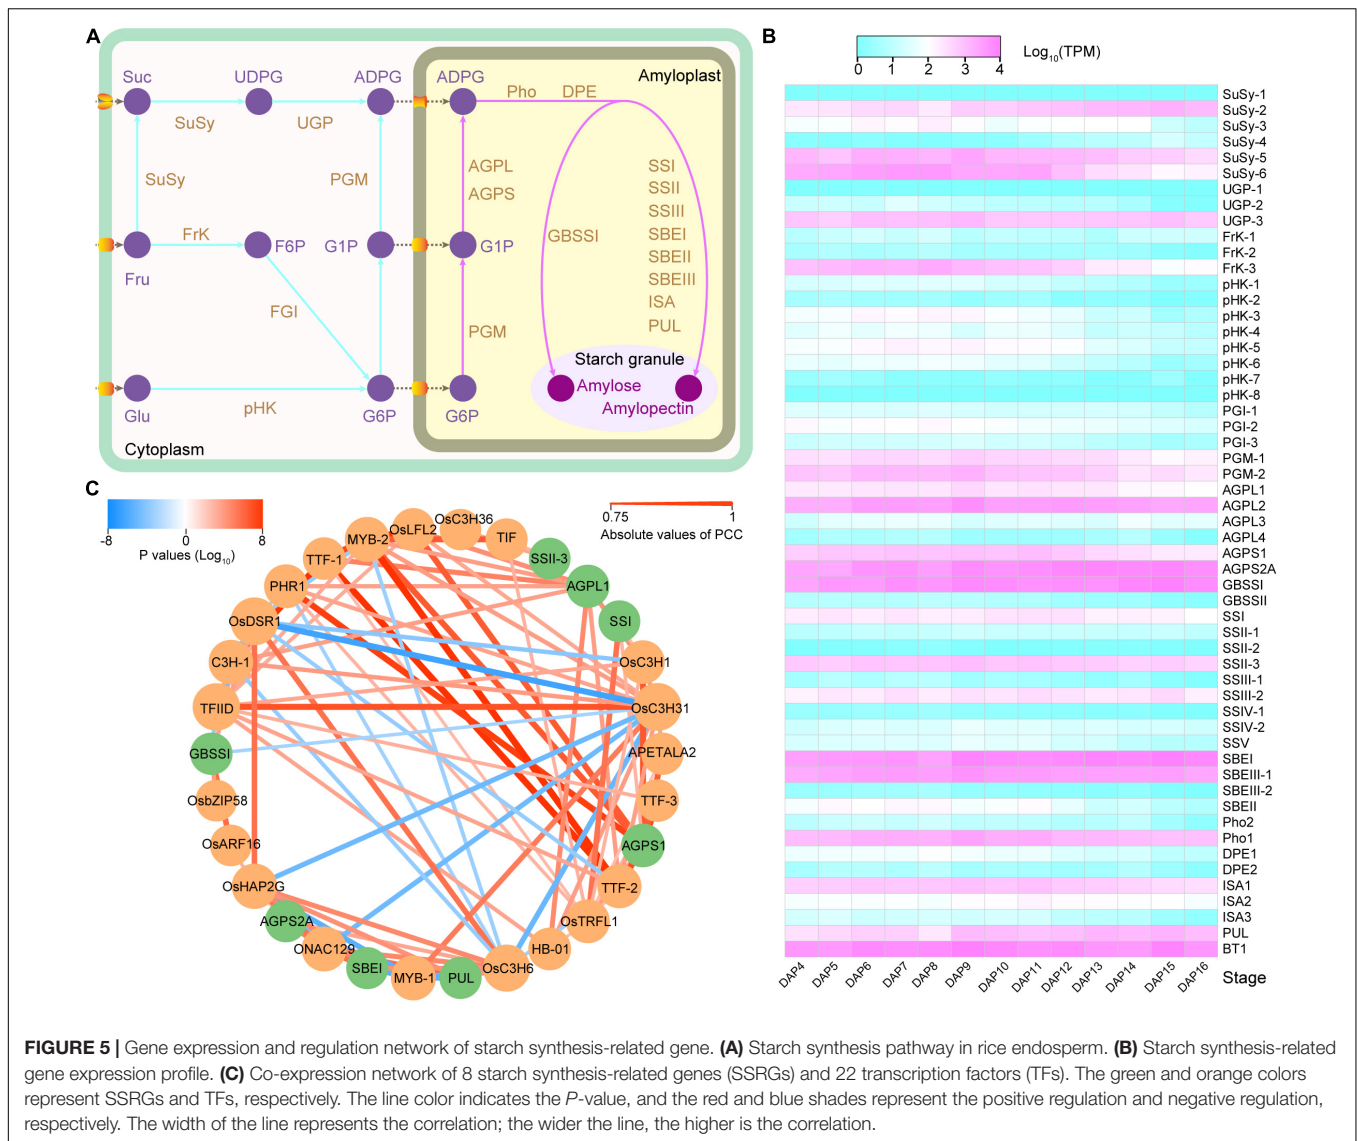 A
Suc
UDPG
ADPG
ADPG
Amyloplast
Pho
DPE
SuSy
UGP
SuSy
PGM
AGPL
AGPS
SSI
SSII
SSIII
SBEI
SBEII
SBEIII
ISA
PUL
GBSSI
FrK
F6P
G1P
G1P
Fru
FGI
PGM
Starch granule
Amylose
Amylopectin
Glu
pHK
G6P
G6P
Cytoplasm
B
Log10(TPM)
0 1 2 3 4
SuSy-1
SuSy-2
SuSy-3
SuSy-4
SuSy-5
SuSy-6
UGP-1
UGP-2
UGP-3
FrK-1
FrK-2
FrK-3
pHK-1
pHK-2
pHK-3
pHK-4
pHK-5
pHK-6
pHK-7
pHK-8
PGI-1
PGI-2
PGI-3
PGM-1
PGM-2
AGPL1
AGPL2
AGPL3
AGPL4
AGPS1
AGPS2A
GBSSI
GBSSII
SSI
SSII-1
SSII-2
SSII-3
SSIII-1
SSIII-2
SSIV-1
SSIV-2
SSV
SBEI
SBEIII-1
SBEIII-2
SBEII
Pho2
Pho1
DPE1
DPE2
ISA1
ISA2
ISA3
PUL
BT1
DAP4 DAP5 DAP6 DAP7 DAP8 DAP9 DAP10 DAP11 DAP12 DAP13 DAP14 DAP15 DAP16
Stage
C
-8 0 8
P values (Log10)
0.75 1
Absolute values of PCC
OsC3H36
OsLFL2
TIF
MYB-2
SSII-3
TTF-1
AGPL1
PHR1
SSI
OsDSR1
OsC3H1
C3H-1
OsC3H31
TFIID
APETALA2
GBSSI
TTF-3
OsbZIP58
AGPS1
OsARF16
TTF-2
OsHAP2G
OsTRFL1
AGPS2A
HB-01
ONAC129
OsC3H6
SBEI
MYB-1
PUL
FIGURE 5 | Gene expression and regulation network of starch synthesis-related gene. (A) Starch synthesis pathway in rice endosperm. (B) Starch synthesis-related
gene expression profile. (C) Co-expression network of 8 starch synthesis-related genes (SSRGs) and 22 transcription factors (TFs). The green and orange colors
represent SSRGs and TFs, respectively. The line color indicates the P-value, and the red and blue shades represent the positive regulation and negative regulation,
respectively. The width of the line represents the correlation; the wider the line, the higher is the correlation.